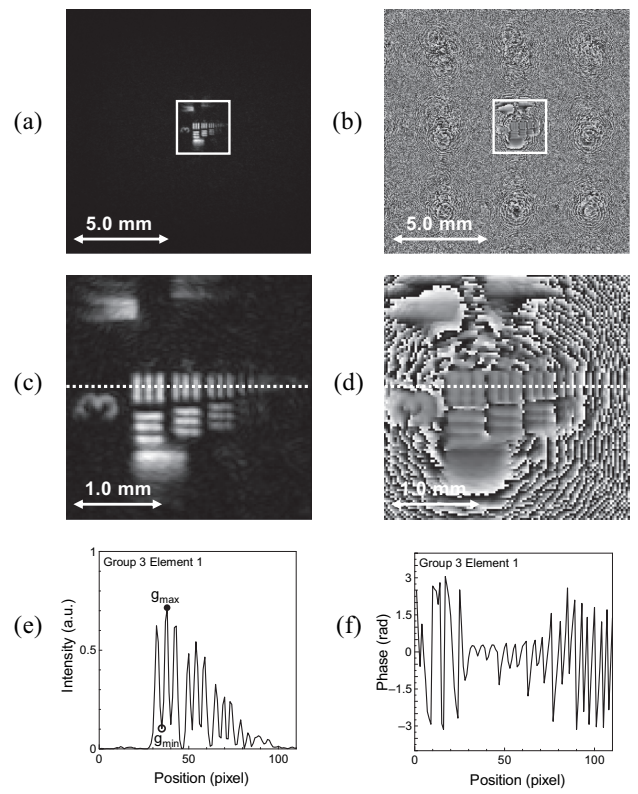 (a)
5.0 mm
(b)
5.0 mm
(c)
3
1.0 mm
(d)
1.0 mm
(e)
Intensity (a.u.)
1
0.5
0
Group 3 Element 1
gmax
gmin
0
50
100
Position (pixel)
(f)
Phase (rad)
3
1.5
0
−1.5
−3
Group 3 Element 1
0
50
100
Position (pixel)